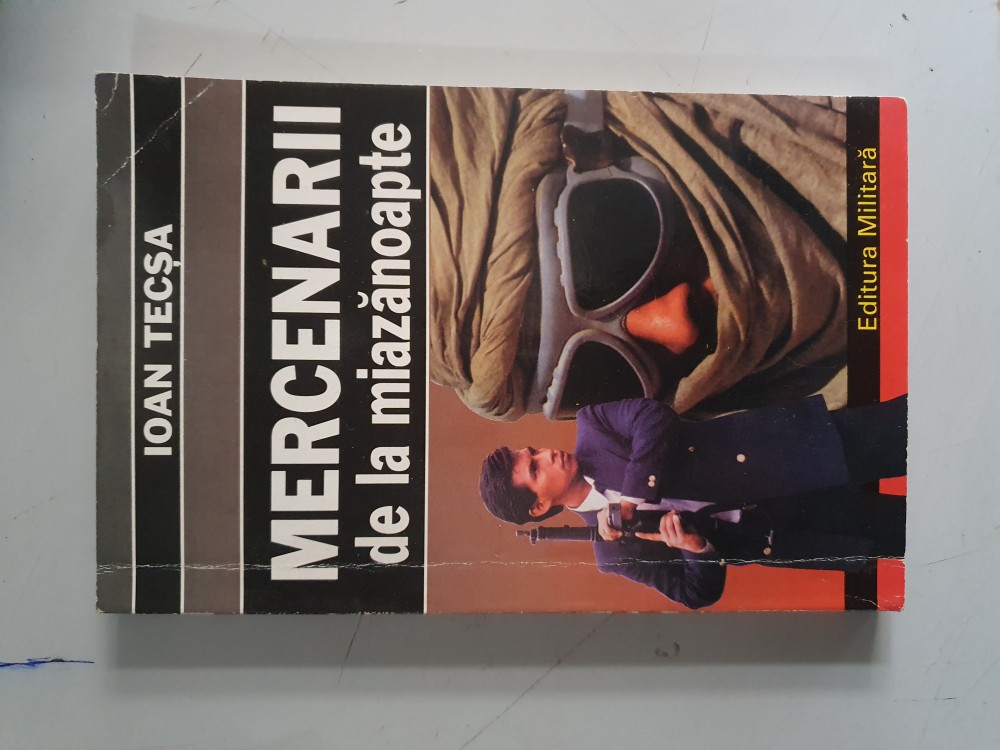 IOAN TECȘA
MERCENARII
de la miazănoapte
Editura Militară